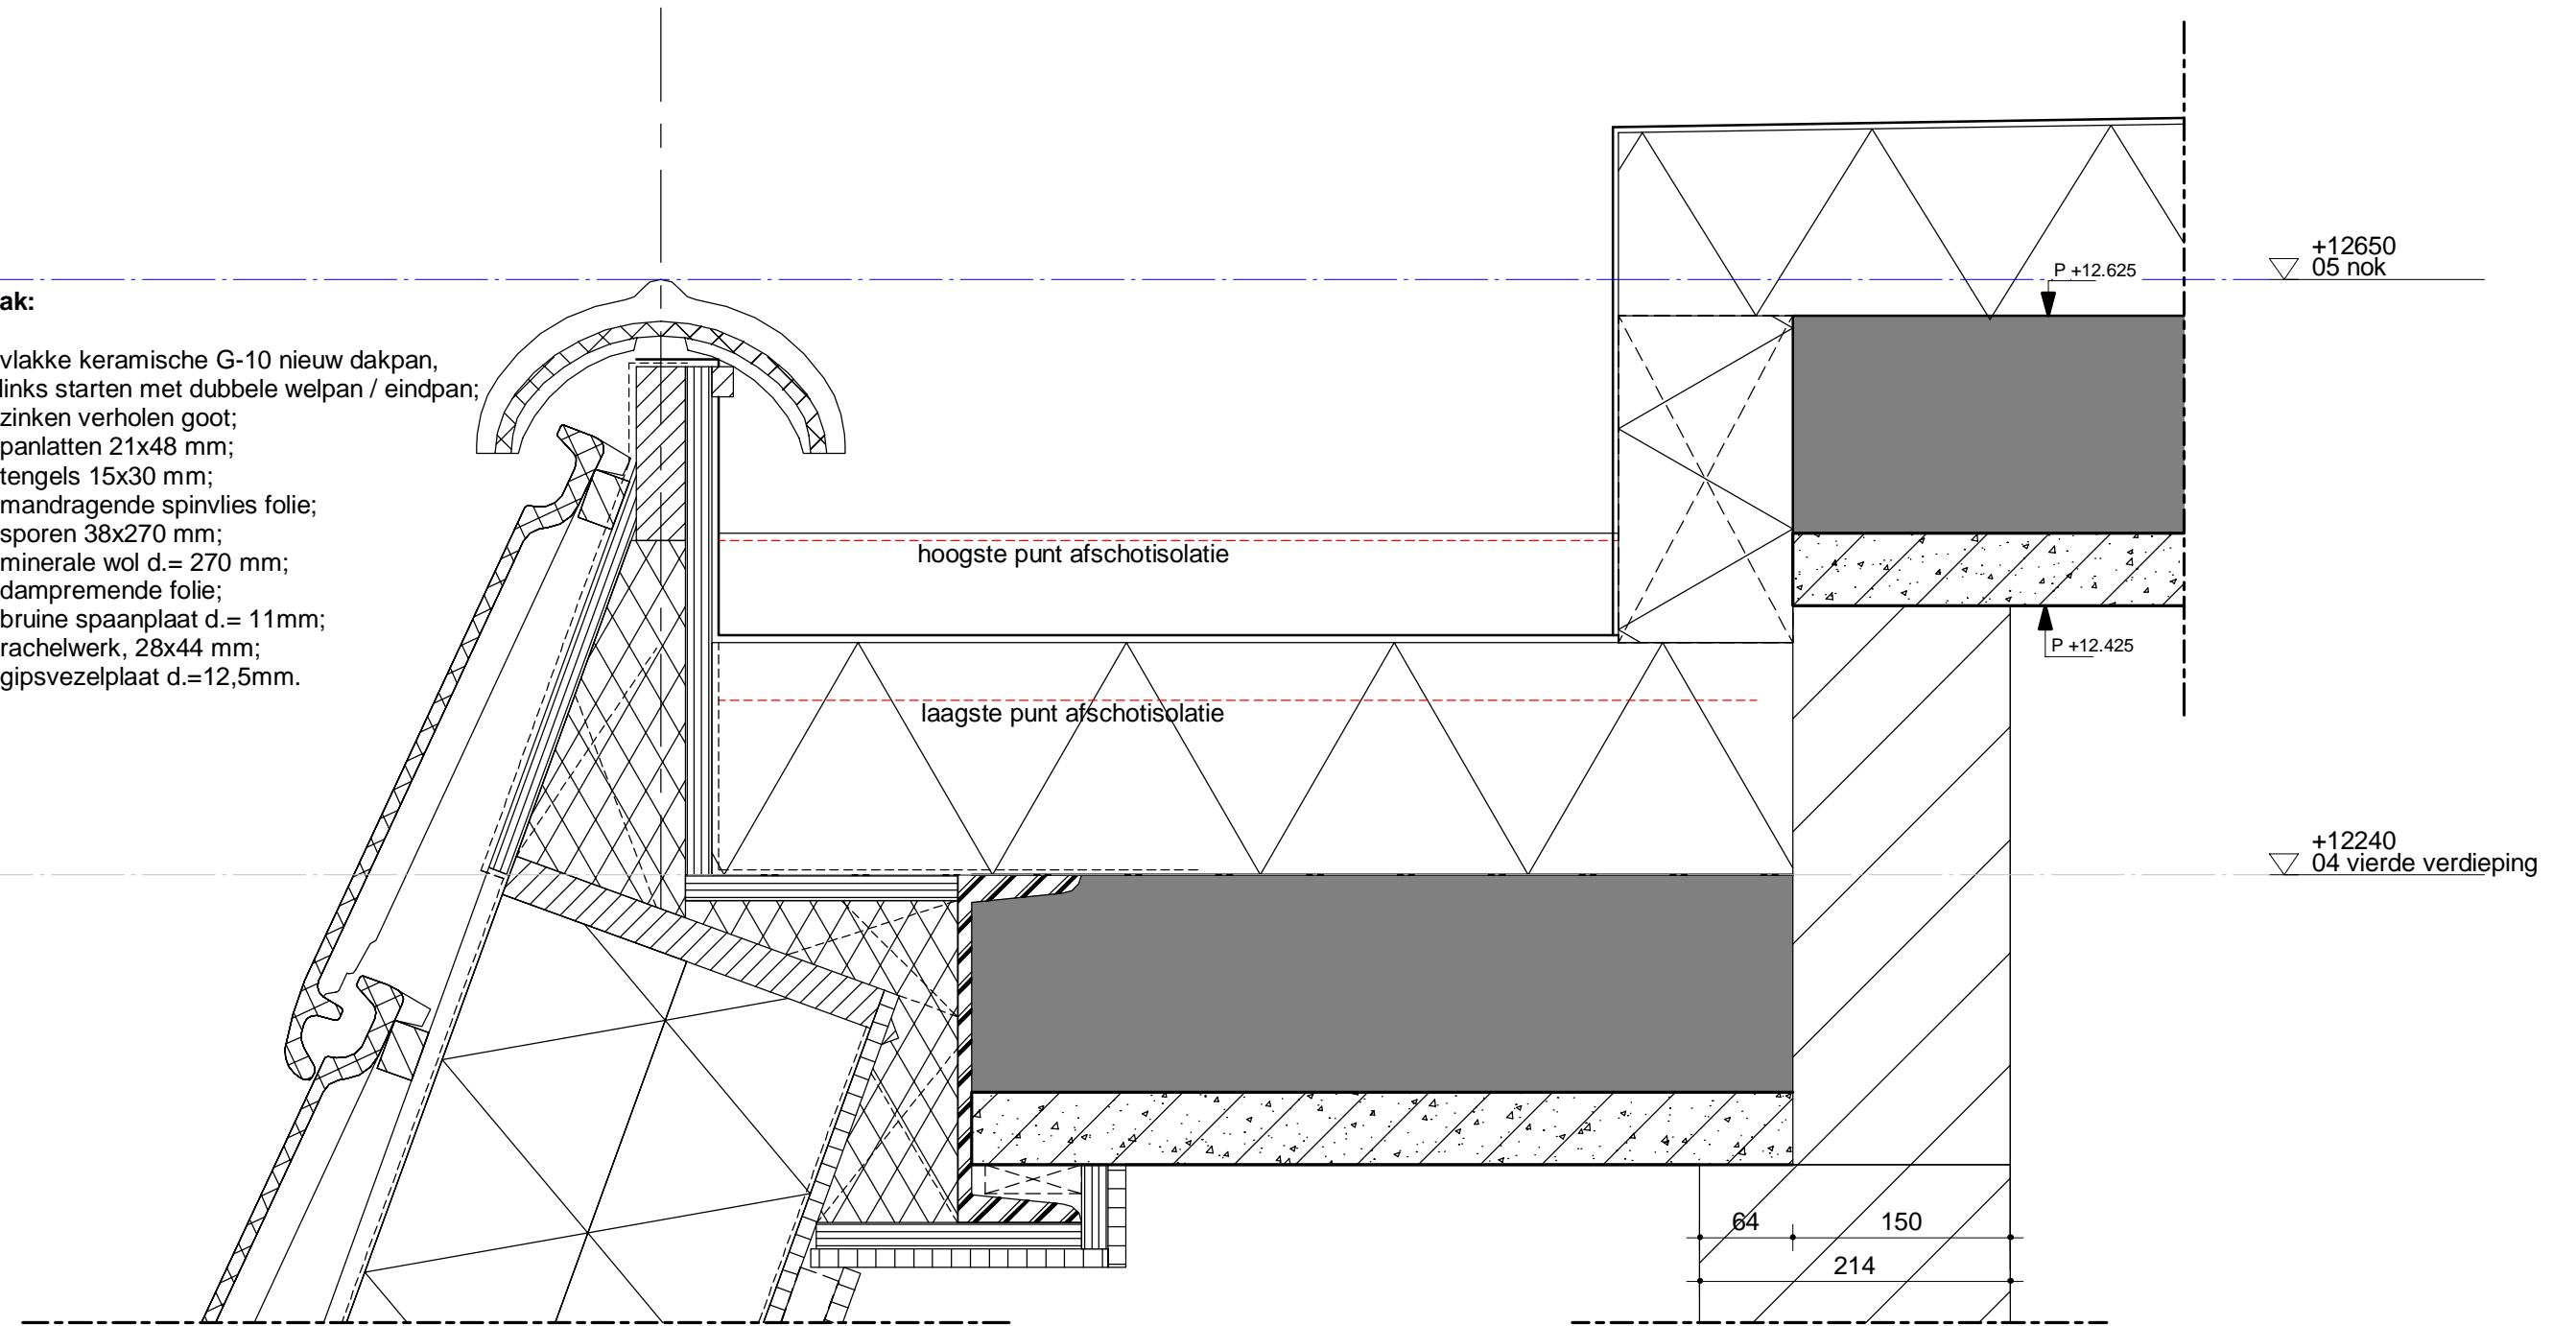 ak:
vlakke keramische G-10 nieuw dakpan,
links starten met dubbele welpan / eindpan;
zinken verholen goot;
panlatten 21x48 mm;
tengels 15x30 mm;
mandragende spinvlies folie;
sporen 38x270 mm;
minerale wol d.= 270 mm;
dampremende folie;
bruine spaanplaat d.= 11mm;
rachelwerk, 28x44 mm;
gipsvezelplaat d.=12,5mm.
hoogste punt afschotisolatie
laagste punt afschotisolatie
P +12.625
+12650
05 nok
P +12.425
+12240
04 vierde verdieping
64
150
214